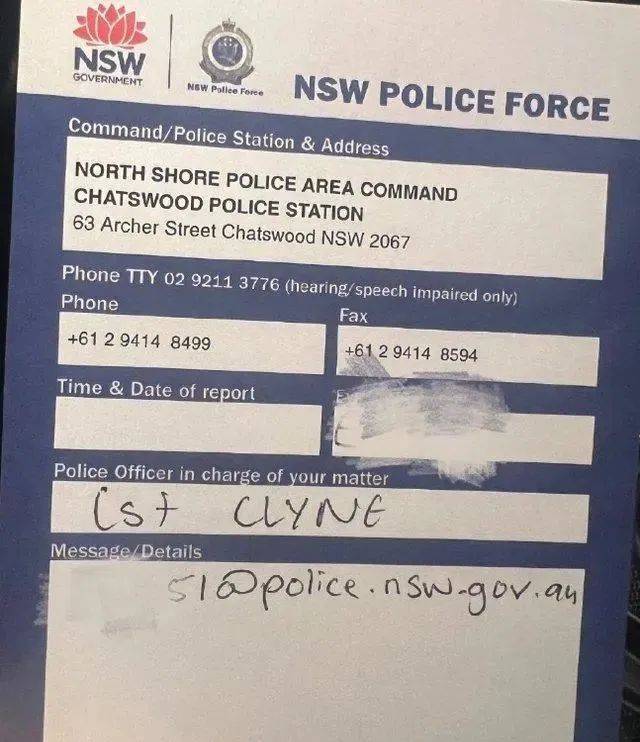 NSW
GOVERNMENT
NSW Police Force
NSW POLICE FORCE
Command/Police Station & Address
NORTH SHORE POLICE AREA COMMAND
CHATSWOOD POLICE STATION
63 Archer Street Chatswood NSW 2067
Phone TTY 02 9211 3776 (hearing/speech impaired only)
Phone
Fax
+61 2 9414 8499
+61 2 9414 8594
Time & Date of report
E
E
Police Officer in charge of your matter
Cst CLYNE
Message/Details
51@police.nsw.gov.au